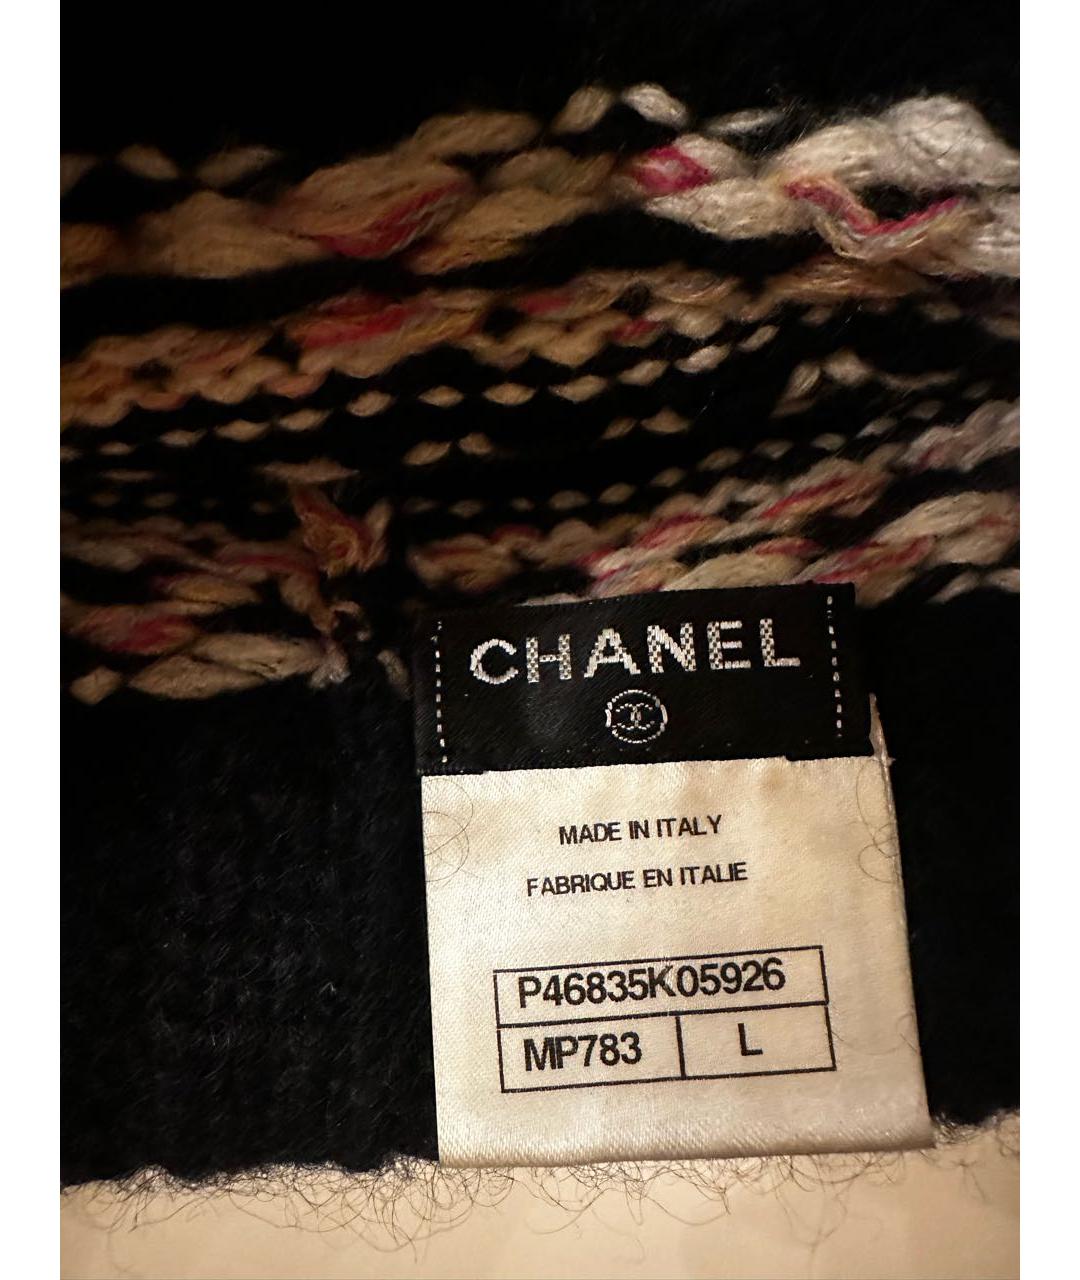 CHANEL
MADE IN ITALY
FABRIQUE EN ITALIE
P46835K05926
MP783 L